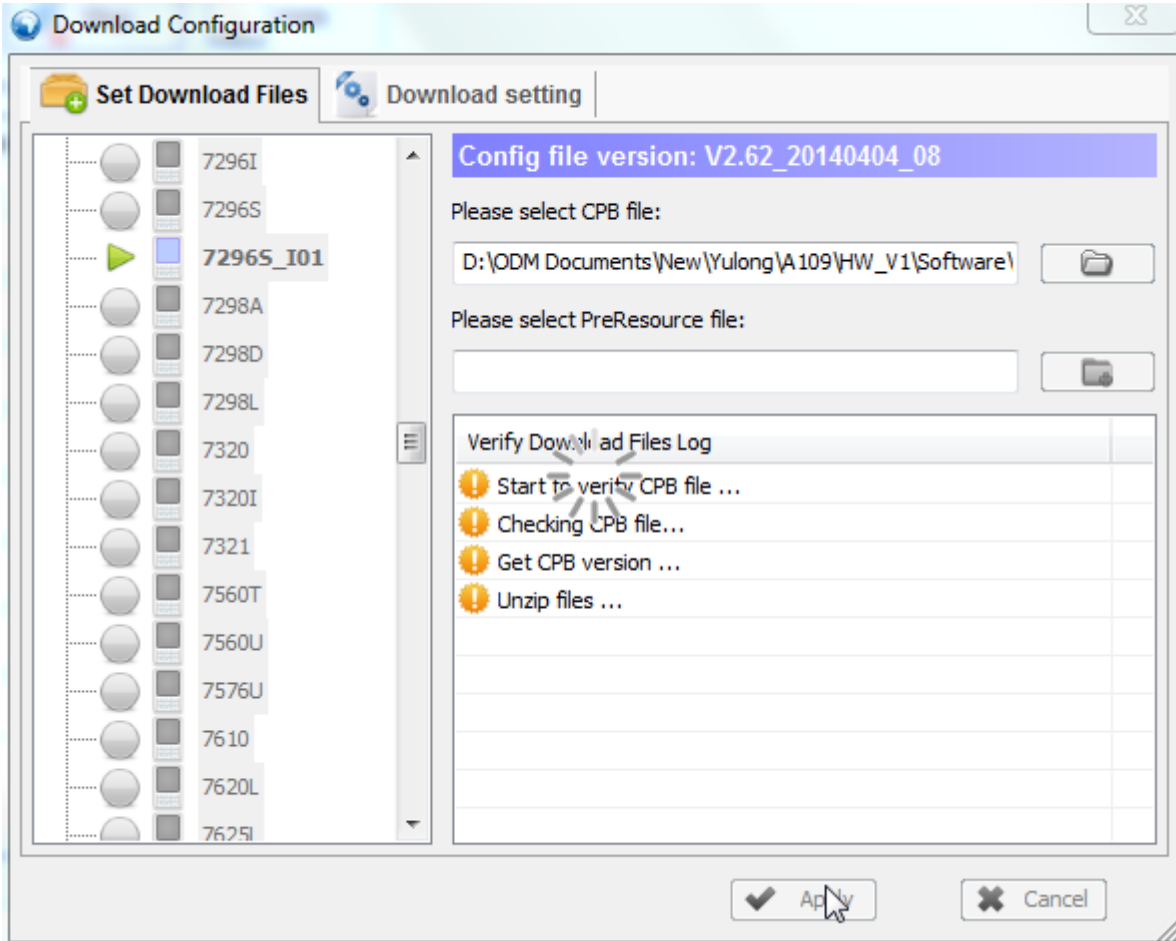 Download Configuration
Set Download Files
Download setting
7296I
7296S
7296S_I01
7298A
7298D
7298L
7320
7320I
7321
7560T
7560U
7576U
7610
7620L
Config file version: V2.62_20140404_08
Please select CPB file:
D:\ODM Documents\New\Yulong\A109\HW_V1\Software\
Please select PreResource file:
Verify Download Files Log
Start to verity CPB file ...
Checking CPB file...
Get CPB version ...
Unzip files ...
Apply
Cancel